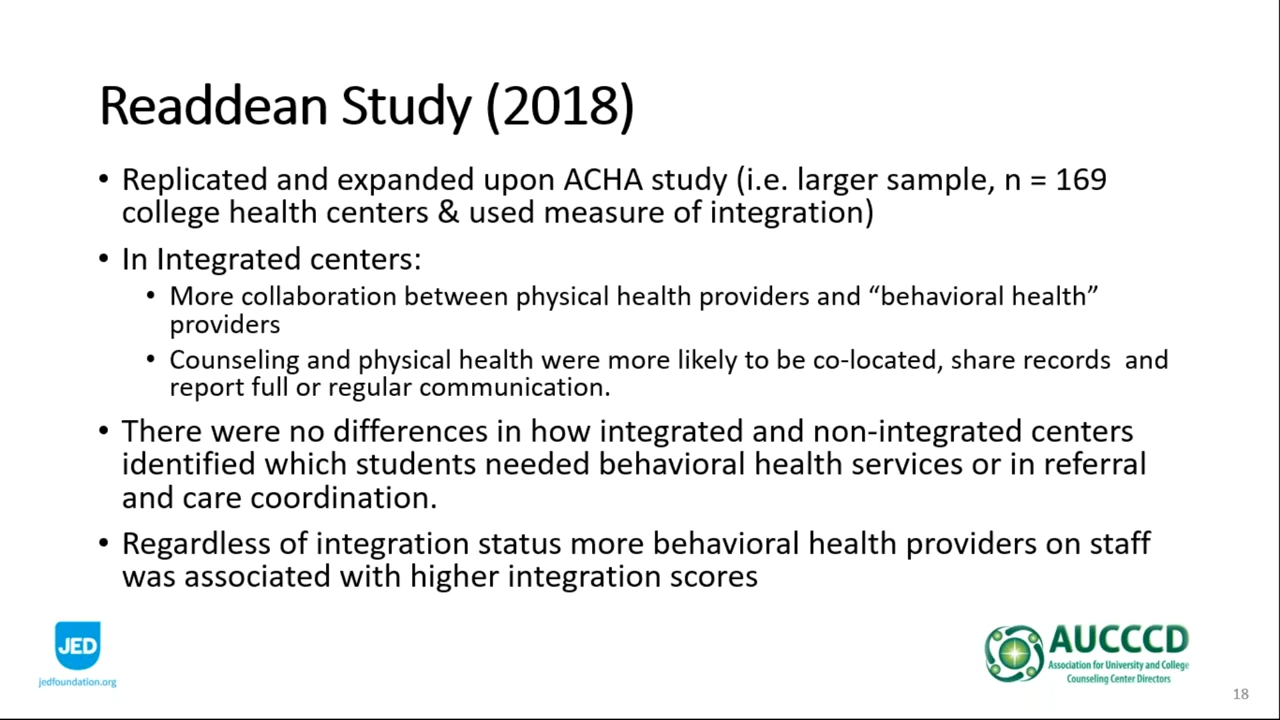 Readdean Study (2018)
• Replicated and expanded upon ACHA study (i.e. larger sample, n = 169
college health centers & used measure of integration)
• In Integrated centers:
• More collaboration between physical health providers and “behavioral health”
providers
• Counseling and physical health were more likely to be co-located, share records  and
report full or regular communication.
• There were no differences in how integrated and non-integrated centers
identified which students needed behavioral health services or in referral
and care coordination.
• Regardless of integration status more behavioral health providers on staff
was associated with higher integration scores
JED
jedfoundation.org
AUCCCD
Association for University and College
Counseling Center Directors
18